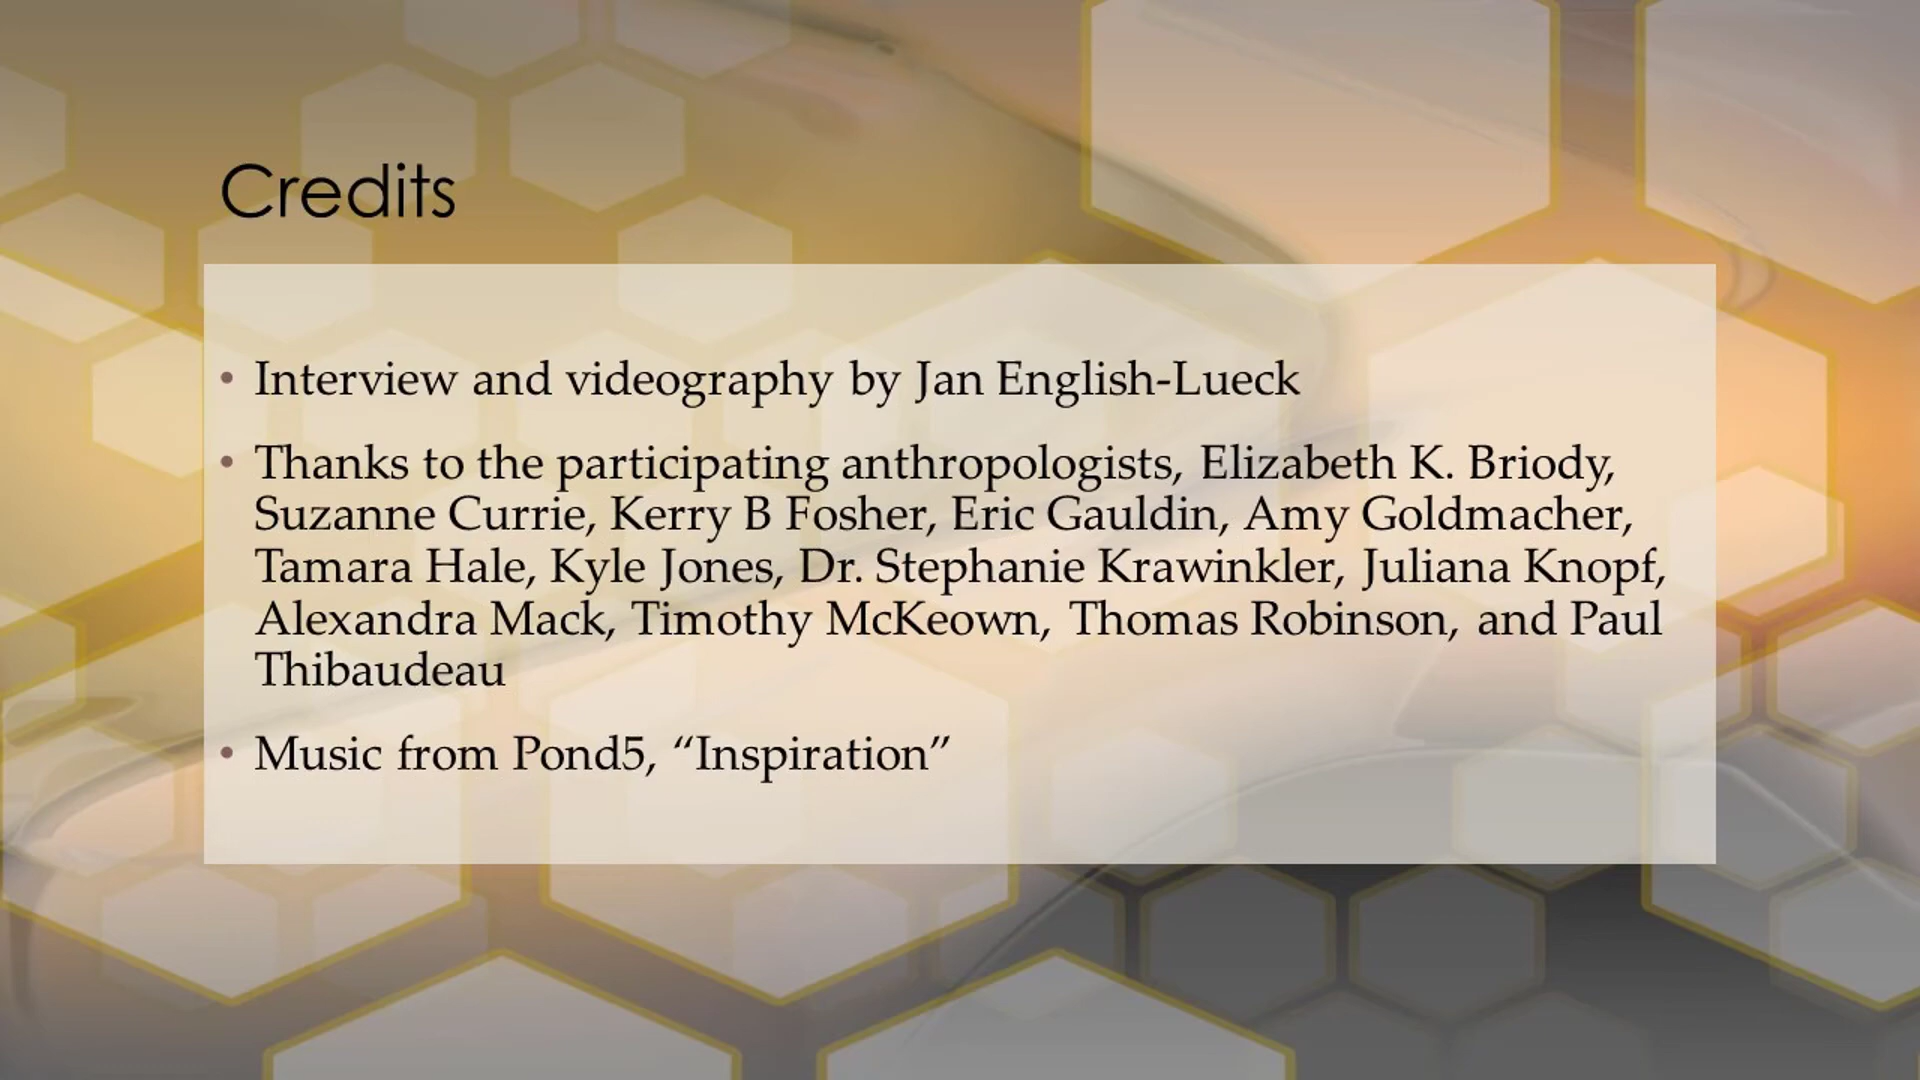 Credits
• Interview and videography by Jan English-Lueck
• Thanks to the participating anthropologists, Elizabeth K. Briody,
Suzanne Currie, Kerry B Fosher, Eric Gauldin, Amy Goldmacher,
Tamara Hale, Kyle Jones, Dr. Stephanie Krawinkler, Juliana Knopf,
Alexandra Mack, Timothy McKeown, Thomas Robinson, and Paul
Thibaudeau
• Music from Pond5, “Inspiration”